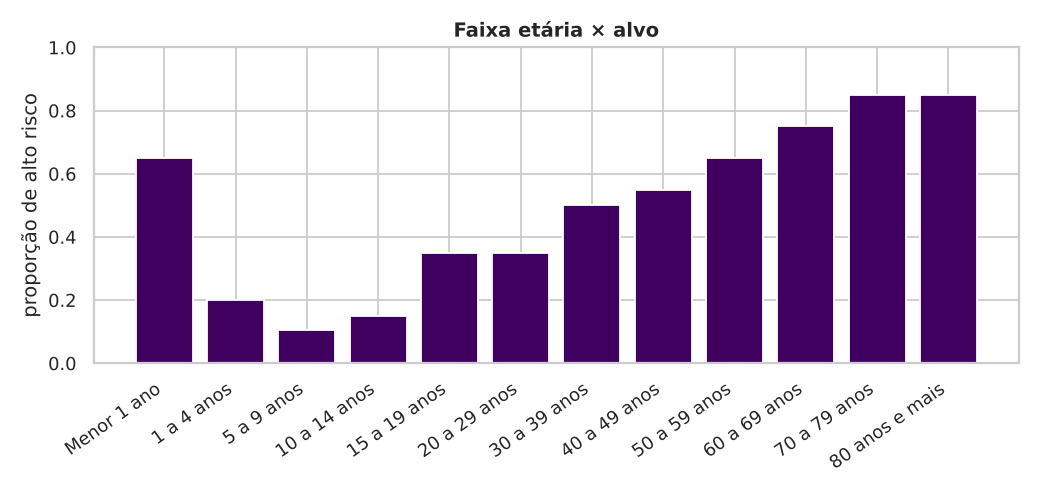 Faixa etária × alvo
proporção de alto risco
1.0
0.8
0.6
0.4
0.2
0.0
Menor 1 ano
1 a 4 anos
5 a 9 anos
10 a 14 anos
15 a 19 anos
20 a 29 anos
30 a 39 anos
40 a 49 anos
50 a 59 anos
60 a 69 anos
70 a 79 anos
80 anos e mais